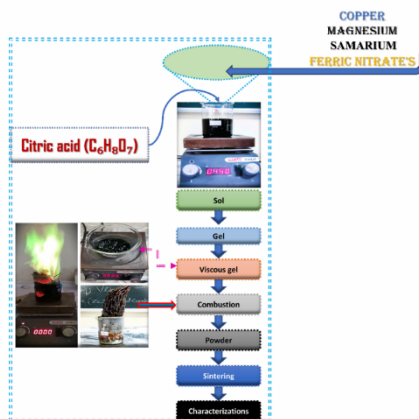 COPPER
MAGNESIUM
SAMARIUM
FERRIC NITRATE'S
Citric acid (C₆H₈O₇)
Sol
Gel
Viscous gel
Combustion
Powder
Sintering
Characterizations